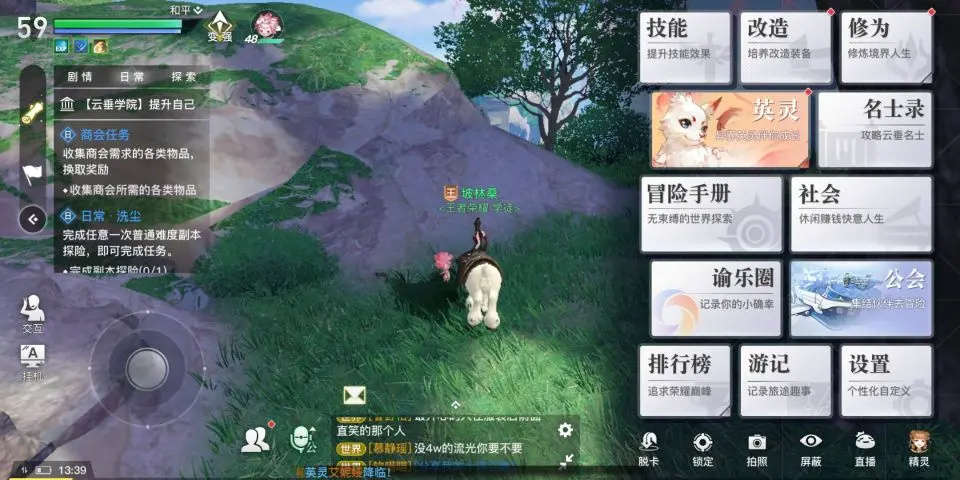 59
和平
变强
48
剧情 日常 探索
【云垂学院】提升自己
商会任务
收集商会需求的各类物品，
换取奖励
收集商会所需的各类物品
日常·洗尘
完成任意一次普通难度副本
探险，即可完成任务。
完成副本探险(0/1)
交互
A
挂机
13:39
坡林桑
<王者荣耀·学徒>
直笑的那个人
世界 [慕静瑶] 没4w的流光你要不要
英灵艾妮娅降临！
公
技能
提升技能效果
改造
培养改造装备
修为
修炼境界人生
英灵
名士录
攻略云垂名士
冒险手册
无束缚的世界探索
社会
休闲赚钱快意人生
谕乐圈
记录你的小确幸
公会
集结伙伴去冒险
排行榜
追求荣耀巅峰
游记
记录旅途趣事
设置
个性化自定义
脱卡
锁定
拍照
屏蔽
直播
精灵